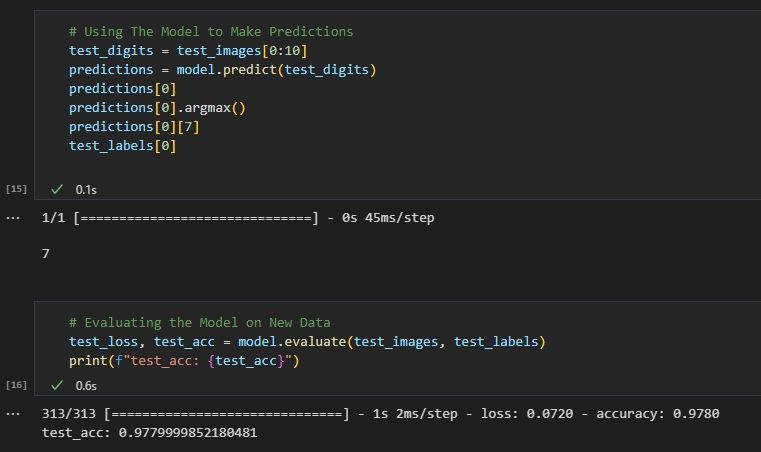 # Using The Model to Make Predictions
test_digits = test_images[0:10]
predictions = model.predict(test_digits)
predictions[0]
predictions[0].argmax()
predictions[0][7]
test_labels[0]
[15] ✓ 0.1s
... 1/1 [==============================] - 0s 45ms/step
7
# Evaluating the Model on New Data
test_loss, test_acc = model.evaluate(test_images, test_labels)
print(f"test_acc: {test_acc}")
[16] ✓ 0.6s
... 313/313 [==============================] - 1s 2ms/step - loss: 0.0720 - accuracy: 0.9780
test_acc: 0.9779999852180481